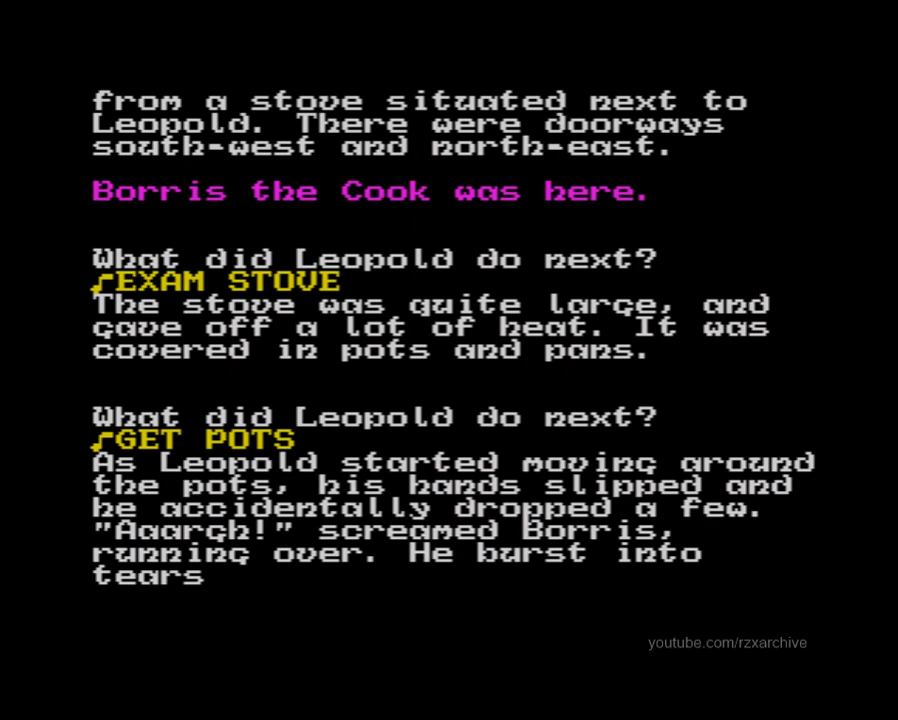 from a stove situated next to
Leopold. There were doorways
south-west and north-east.
Borris the Cook was here.
What did Leopold do next?
EXAM STOVE
The stove was quite large, and
gave off a lot of heat. It was
covered in pots and pans.
What did Leopold do next?
GET POTS
As Leopold started moving around
the pots, his hands slipped and
he accidentally dropped a few.
"Aaargh!" screamed Borris,
running over. He burst into
tears
youtube.com/rzxarchive